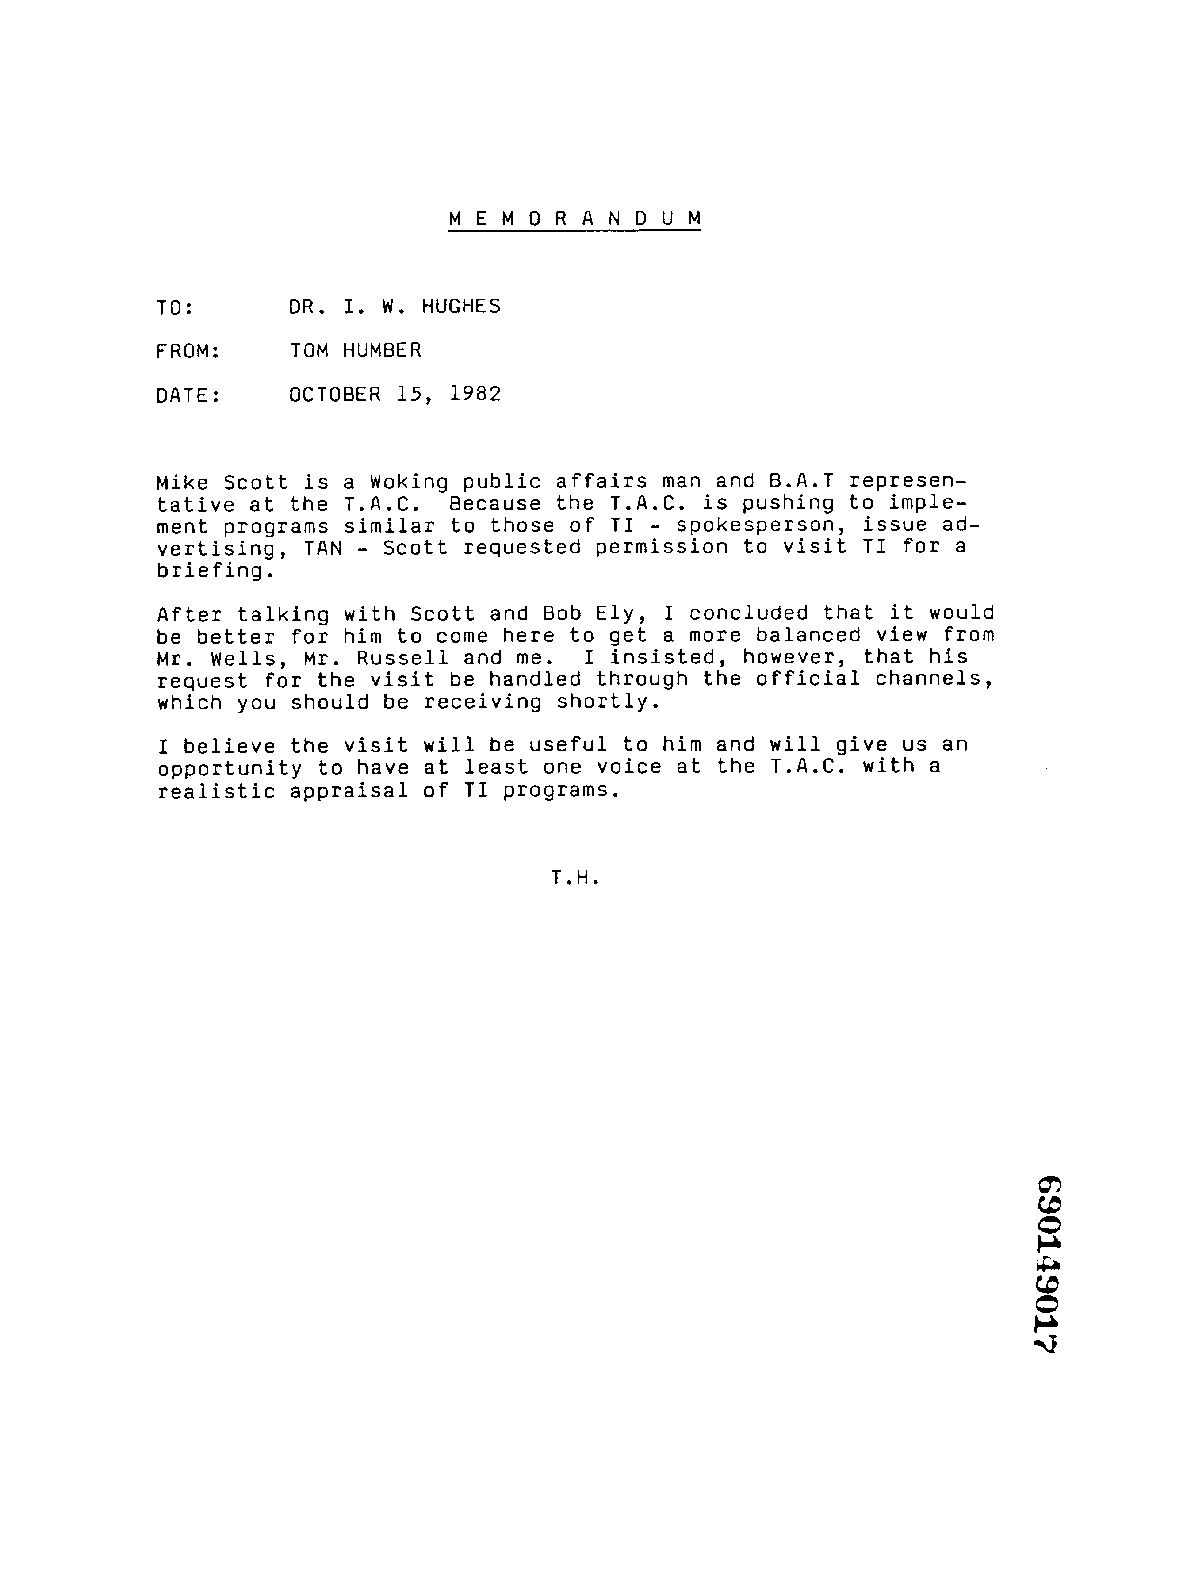 M E M O R A N D U M
TO: DR. I. W. HUGHES
FROM: TOM HUMBER
DATE: OCTOBER 15, 1982
Mike Scott is a Woking public affairs man and B.A.T represen-
tative at the T.A.C. Because the T.A.C. is pushing to imple-
ment programs similar to those of TI - spokesperson, issue ad-
vertising, TAN - Scott requested permission to visit TI for a
briefing.
After talking with Scott and Bob Ely, I concluded that it would
be better for him to come here to get a more balanced view from
Mr. Wells, Mr. Russell and me. I insisted, however, that his
request for the visit be handled through the official channels,
which you should be receiving shortly.
I believe the visit will be useful to him and will give us an
opportunity to have at least one voice at the T.A.C. with a
realistic appraisal of TI programs.
T.H.
690149017